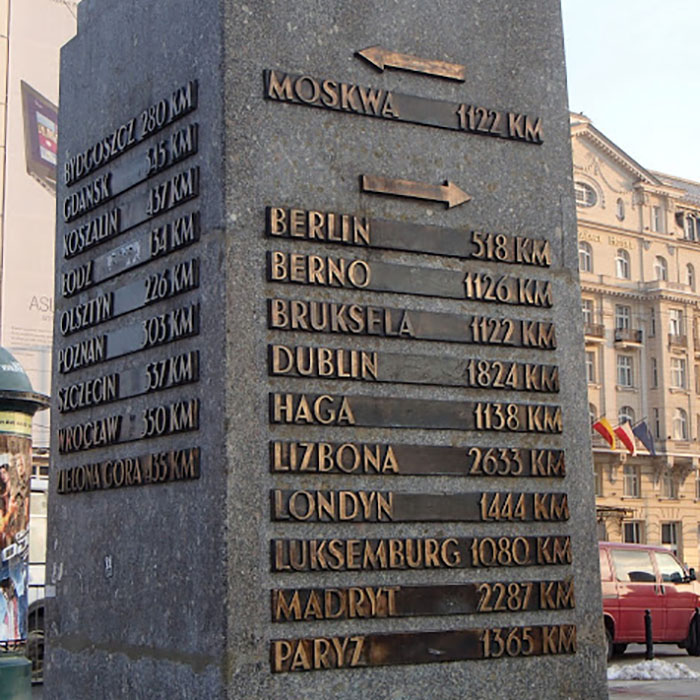 BYDGOSZCZ 280 KM
GDAŃSK 345 KM
KOSZALIN 437 KM
ŁÓDŹ 134 KM
OLSZTYN 226 KM
POZNAŃ 303 KM
SZCZECIN 537 KM
WROCŁAW 350 KM
ZIELONA GÓRA 455 KM
MOSKWA 1122 KM
BERLIN 518 KM
BERNO 1126 KM
BRUKSELA 1122 KM
DUBLIN 1824 KM
HAGA 1138 KM
LIZBONA 2633 KM
LONDYN 1444 KM
LUKSEMBURG 1080 KM
MADRYT 2287 KM
PARYŻ 1365 KM